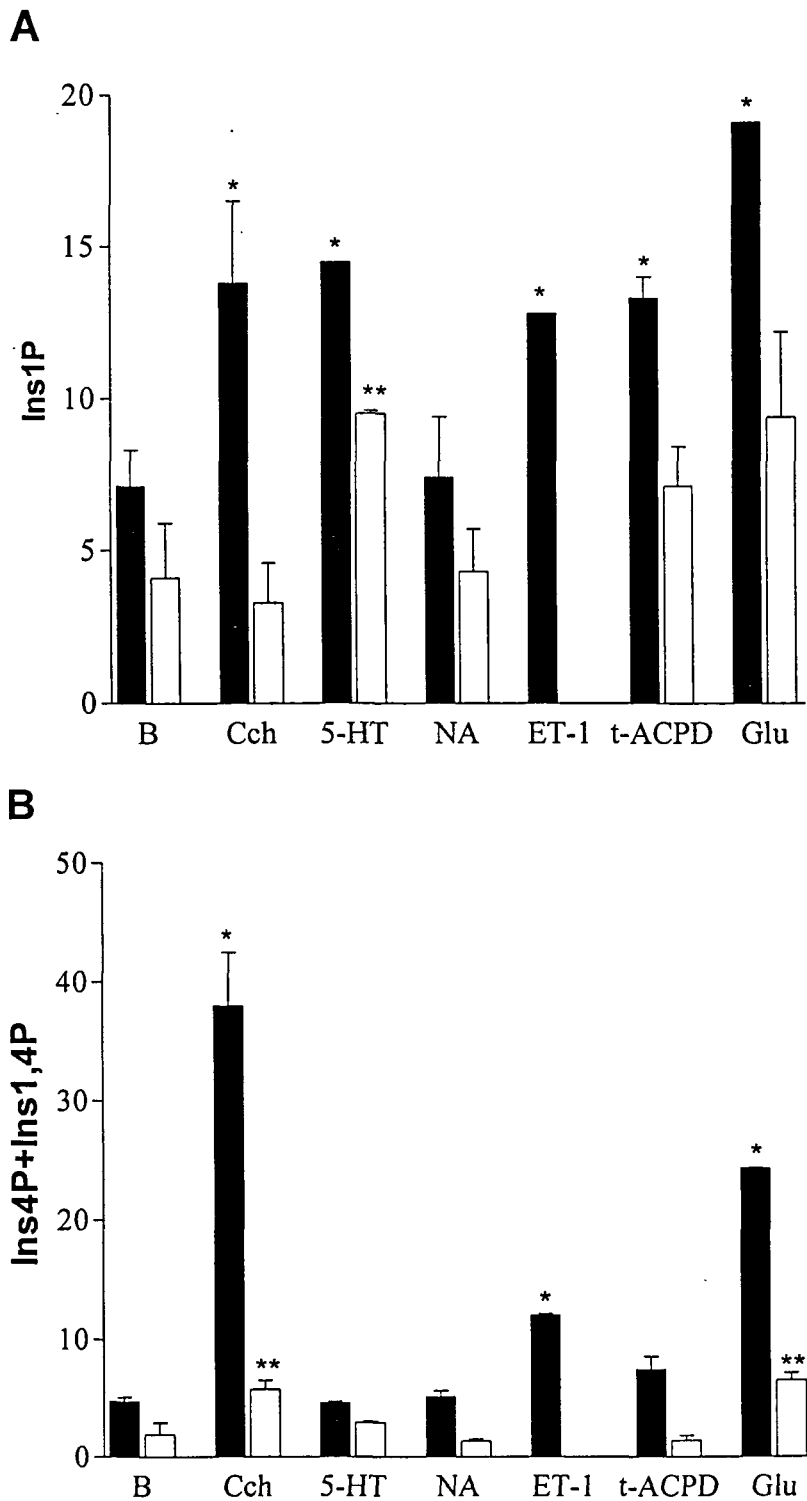 A
Ins1P
20
15
10
5
0
* * ** * * *
B Cch 5-HT NA ET-1 t-ACPD Glu
B
Ins4P+Ins1,4P
50
40
30
20
10
0
* ** * * **
B Cch 5-HT NA ET-1 t-ACPD Glu